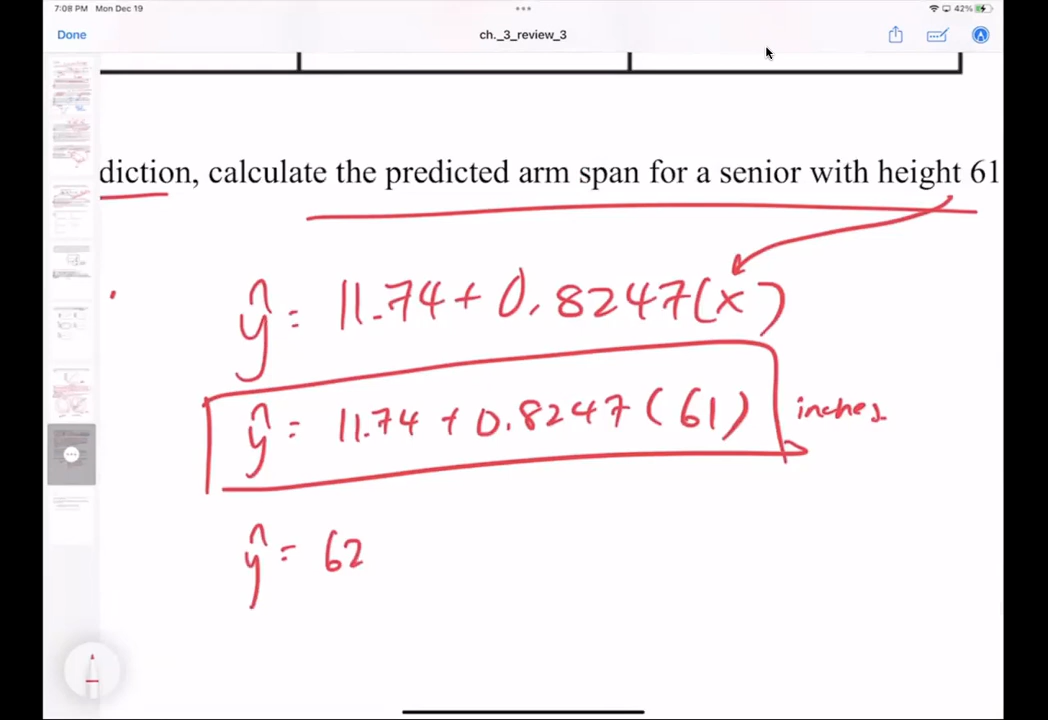 7:08 PM Mon Dec 19
42%
Done
ch._3_review_3
diction, calculate the predicted arm span for a senior with height 61
ŷ = 11.74 + 0.8247(x)
ŷ = 11.74 + 0.8247(61) inches
ŷ = 62